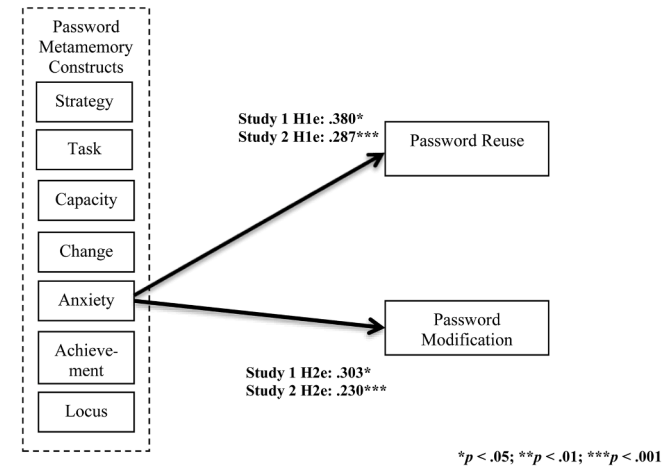 Password
Metamemory
Constructs
Strategy
Task
Capacity
Change
Anxiety
Achieve-
ment
Locus
Study 1 H1e: .380*
Study 2 H1e: .287***
Password Reuse
Password
Modification
Study 1 H2e: .303*
Study 2 H2e: .230***
*p < .05; **p < .01; ***p < .001